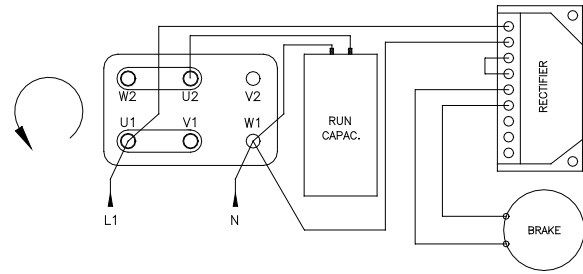 W2 U2 V2
U1 V1 W1
L1 N
RUN
CAPAC.
RECTIFIER
BRAKE